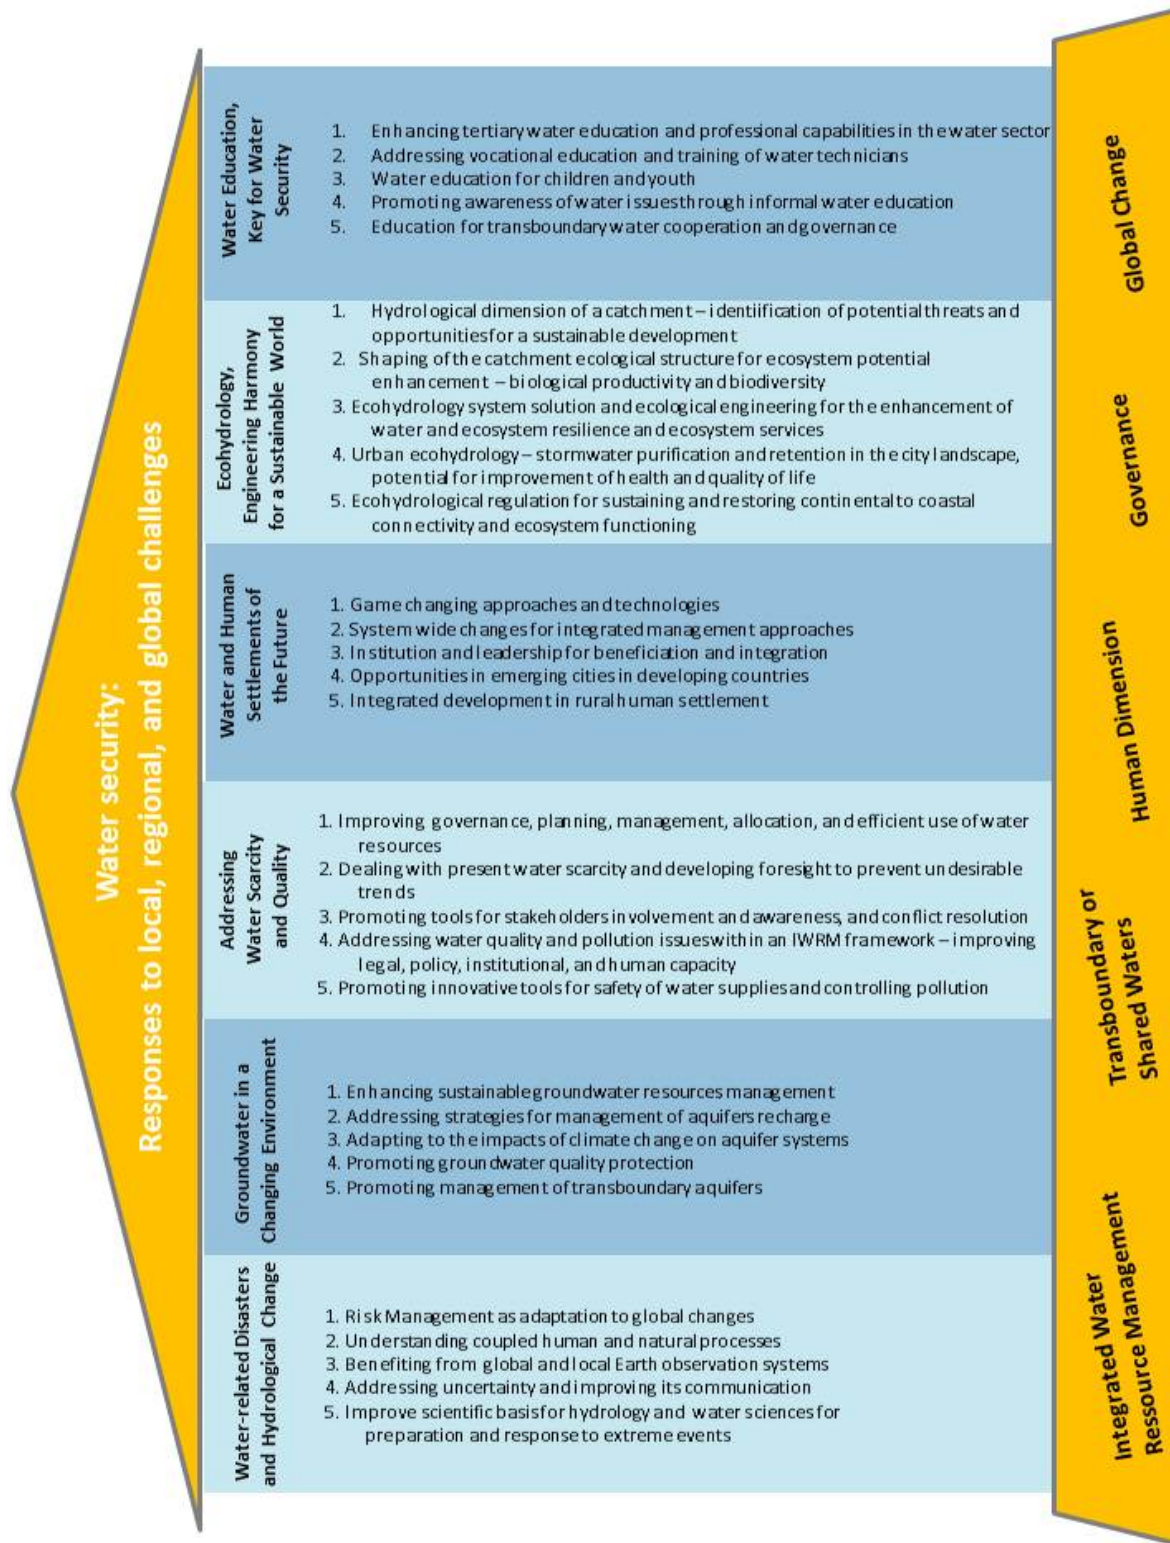 Water security:
Responses to local, regional, and global challenges
Water Education,
Key for Water
Security
1. Enhancing tertiary water education and professional capabilities in the water sector
2. Addressing vocational education and training of water technicians
3. Water education for children and youth
4. Promoting awareness of water issues through informal water education
5. Education for transboundary water cooperation and governance
Ecohydrology,
Engineering Harmony
for a Sustainable World
1. Hydrological dimension of a catchment – identiification of potential threats and
opportunities for a sustainable development
2. Shaping of the catchment ecological structure for ecosystem potential
enhancement – biological productivity and biodiversity
3. Ecohydrology system solution and ecological engineering for the enhancement of
water and ecosystem resilience and ecosystem services
4. Urban ecohydrology – stormwater purification and retention in the city landscape,
potential for improvement of health and quality of life
5. Ecohydrological regulation for sustaining and restoring continental to coastal
connectivity and ecosystem functioning
Water and Human
Settlements of
the Future
1. Game changing approaches and technologies
2. System wide changes for integrated management approaches
3. Institution and leadership for beneficiation and integration
4. Opportunities in emerging cities in developing countries
5. Integrated development in rural human settlement
Addressing
Water Scarcity
and Quality
1. Improving governance, planning, management, allocation, and efficient use of water
resources
2. Dealing with present water scarcity and developing foresight to prevent undesirable
trends
3. Promoting tools for stakeholders involvement and awareness, and conflict resolution
4. Addressing water quality and pollution issues within an IWRM framework – improving
legal, policy, institutional, and human capacity
5. Promoting innovative tools for safety of water supplies and controlling pollution
Groundwater in a
Changing Environment
1. Enhancing sustainable groundwater resources management
2. Addressing strategies for management of aquifers recharge
3. Adapting to the impacts of climate change on aquifer systems
4. Promoting groundwater quality protection
5. Promoting management of transboundary aquifers
Water-related Disasters
and Hydrological Change
1. Risk Management as adaptation to global changes
2. Understanding coupled human and natural processes
3. Benefiting from global and local Earth observation systems
4. Addressing uncertainty and improving its communication
5. Improve scientific basis for hydrology and water sciences for
preparation and response to extreme events
Global Change
Governance
Human Dimension
Transboundary or
Shared Waters
Integrated Water
Ressource Management